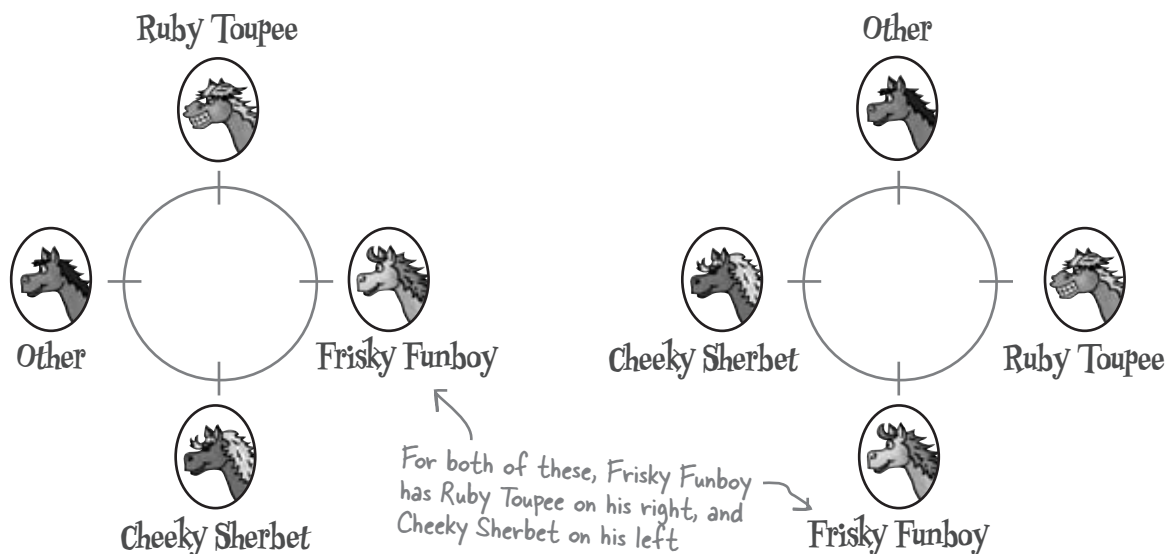 Ruby Toupee
Other
Other
Frisky Funboy
Cheeky Sherbet
Ruby Toupee
For both of these, Frisky Funboy
has Ruby Toupee on his right, and
Cheeky Sherbet on his left
Cheeky Sherbet
Frisky Funboy